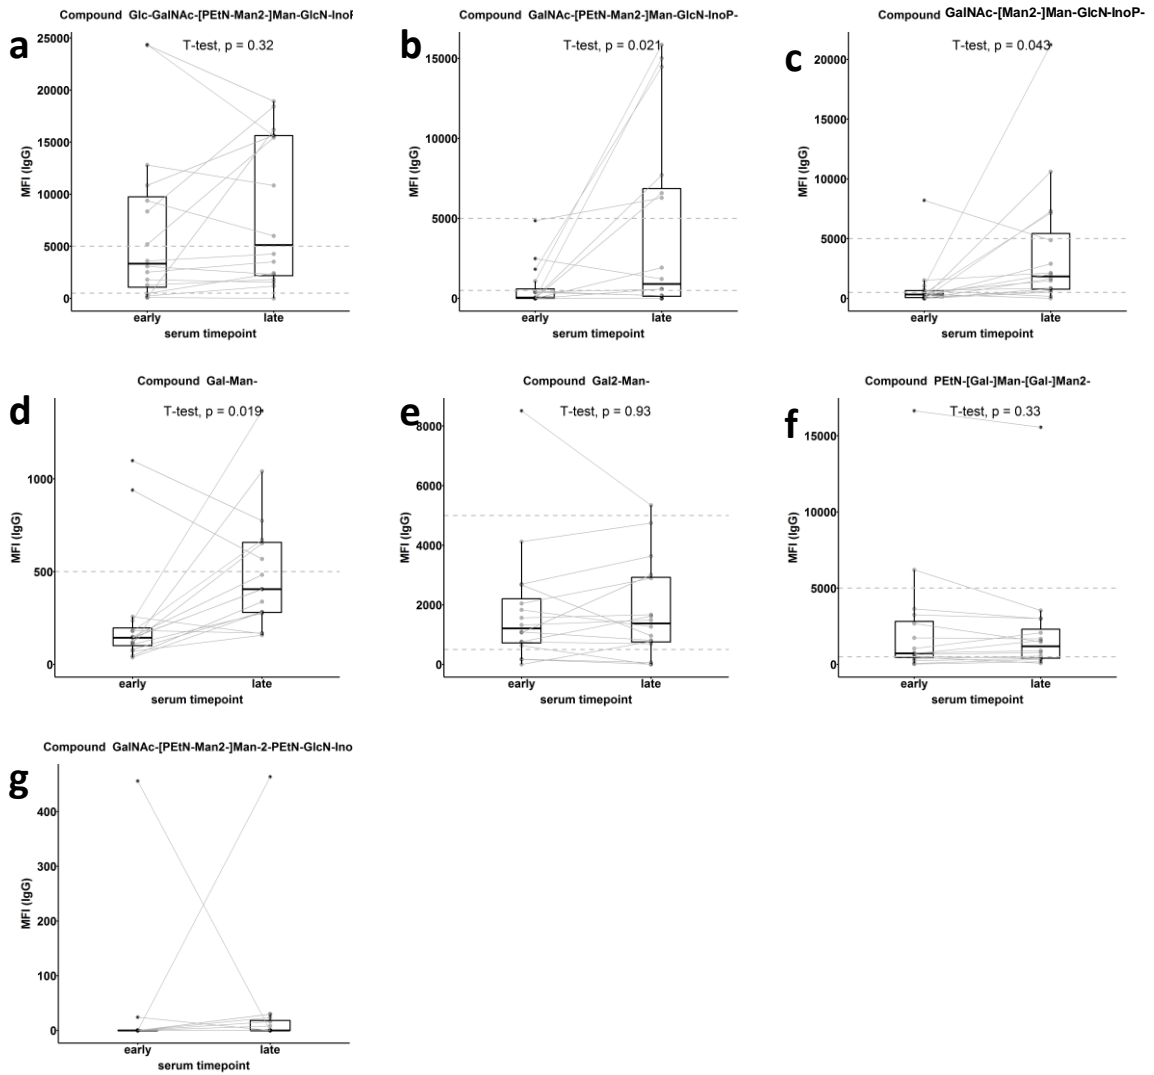 Compound Glc-GalNAc-[PEtN-Man2-]Man-GlcN-InoP
a
25000
T-test, p = 0.32
20000
15000
10000
5000
0
MFI (IgG)
early late
serum timepoint
Compound GalNAc-[PEtN-Man2-]Man-GlcN-InoP-
b
T-test, p = 0.021
15000
10000
5000
0
MFI (IgG)
early late
serum timepoint
Compound GalNAc-[Man2-]Man-GlcN-InoP-
c
T-test, p = 0.043
20000
15000
10000
5000
0
MFI (IgG)
early late
serum timepoint
Compound Gal-Man-
d
T-test, p = 0.019
1000
500
0
MFI (IgG)
early late
serum timepoint
Compound Gal2-Man-
e
T-test, p = 0.93
8000
6000
4000
2000
0
MFI (IgG)
early late
serum timepoint
Compound PEtN-[Gal-]Man-[Gal-]Man2-
f
T-test, p = 0.33
15000
10000
5000
0
MFI (IgG)
early late
serum timepoint
Compound GalNAc-[PEtN-Man2-]Man-2-PEtN-GlcN-Ino
g
400
300
200
100
0
MFI (IgG)
early late
serum timepoint